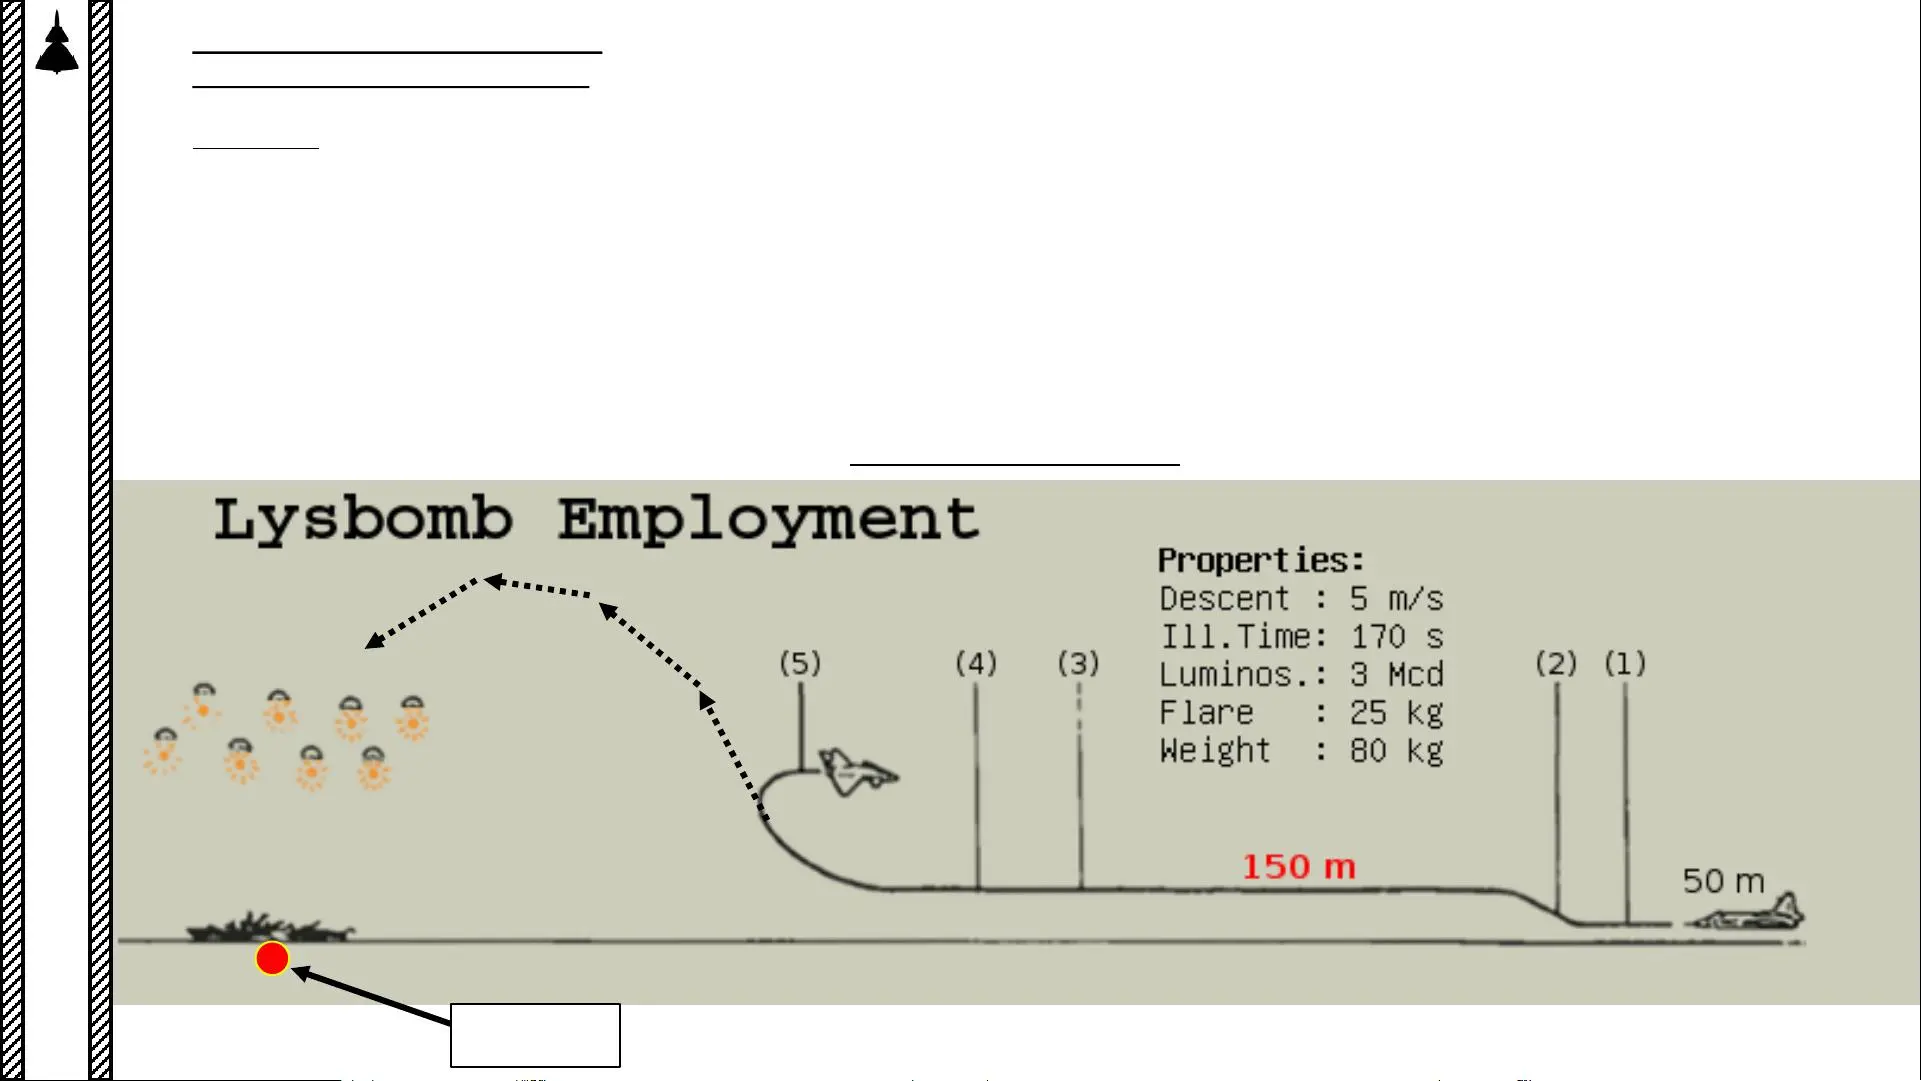 Lysbomb Employment
Properties:
Descent : 5 m/s
Ill.Time: 170 s
Luminos.: 3 Mcd
Flare : 25 kg
Weight : 80 kg
(5) (4) (3) (2) (1)
150 m
50 m